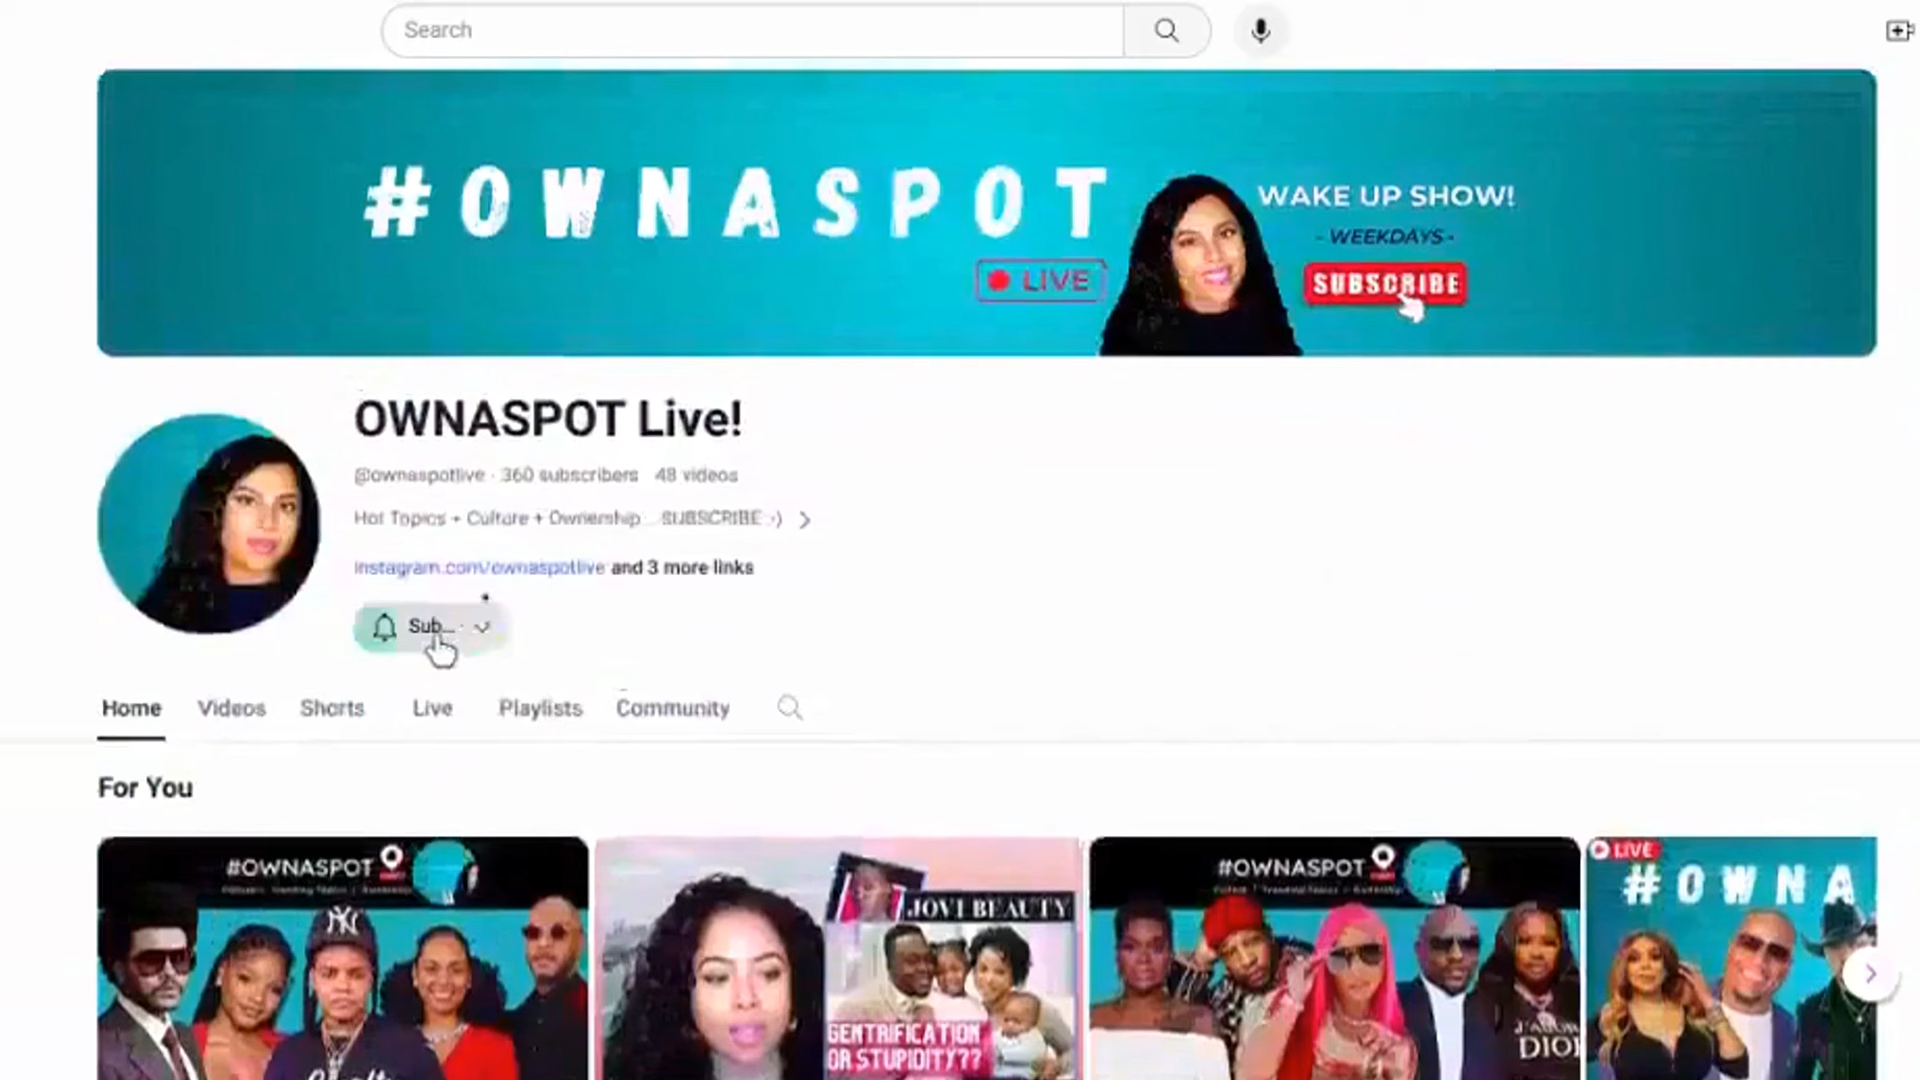 Search
#OWNASPOT
WAKE UP SHOW!
- WEEKDAYS -
LIVE
SUBSCRIBE
OWNASPOT Live!
@ownaspotlive · 360 subscribers 48 videos
Hot Topics + Culture + Ownership... SUBSCRIBE :)
instagram.com/ownaspotlive and 3 more links
Sub...
Home Videos Shorts Live Playlists Community
For You
#OWNASPOT
NY
JOVI BEAUTY
GENTRIFICATION
OR STUPIDITY??
#OWNASPOT
J'ADIOR
DIOR
LIVE
#OWNA